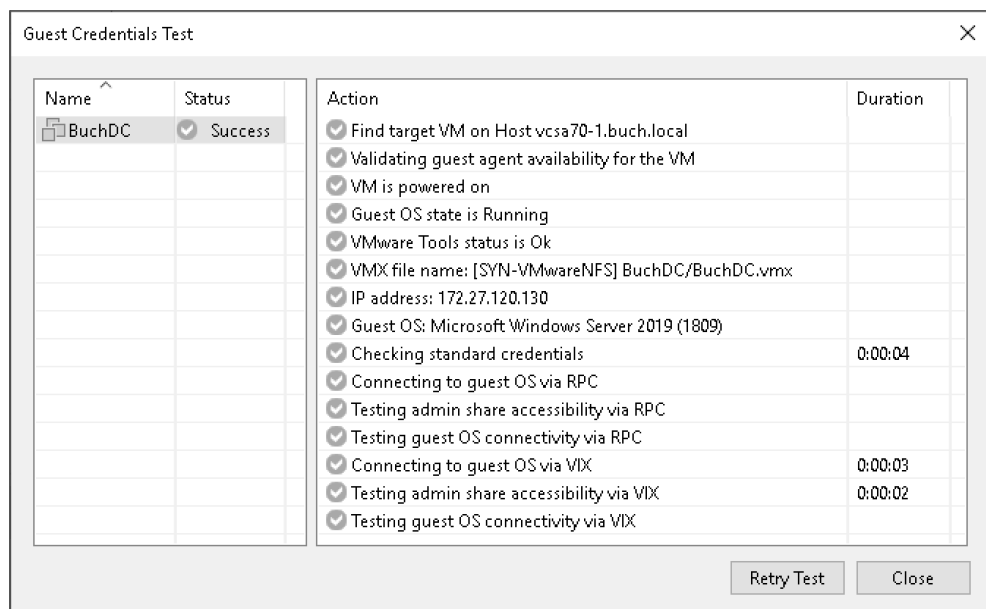 Guest Credentials Test
Name Status
BuchDC Success
Action Duration
Find target VM on Host vcsa70-1.buch.local
Validating guest agent availability for the VM
VM is powered on
Guest OS state is Running
VMware Tools status is Ok
VMX file name: [SYN-VMwareNFS] BuchDC/BuchDC.vmx
IP address: 172.27.120.130
Guest OS: Microsoft Windows Server 2019 (1809)
Checking standard credentials 0:00:04
Connecting to guest OS via RPC
Testing admin share accessibility via RPC
Testing guest OS connectivity via RPC
Connecting to guest OS via VIX 0:00:03
Testing admin share accessibility via VIX 0:00:02
Testing guest OS connectivity via VIX
Retry Test Close